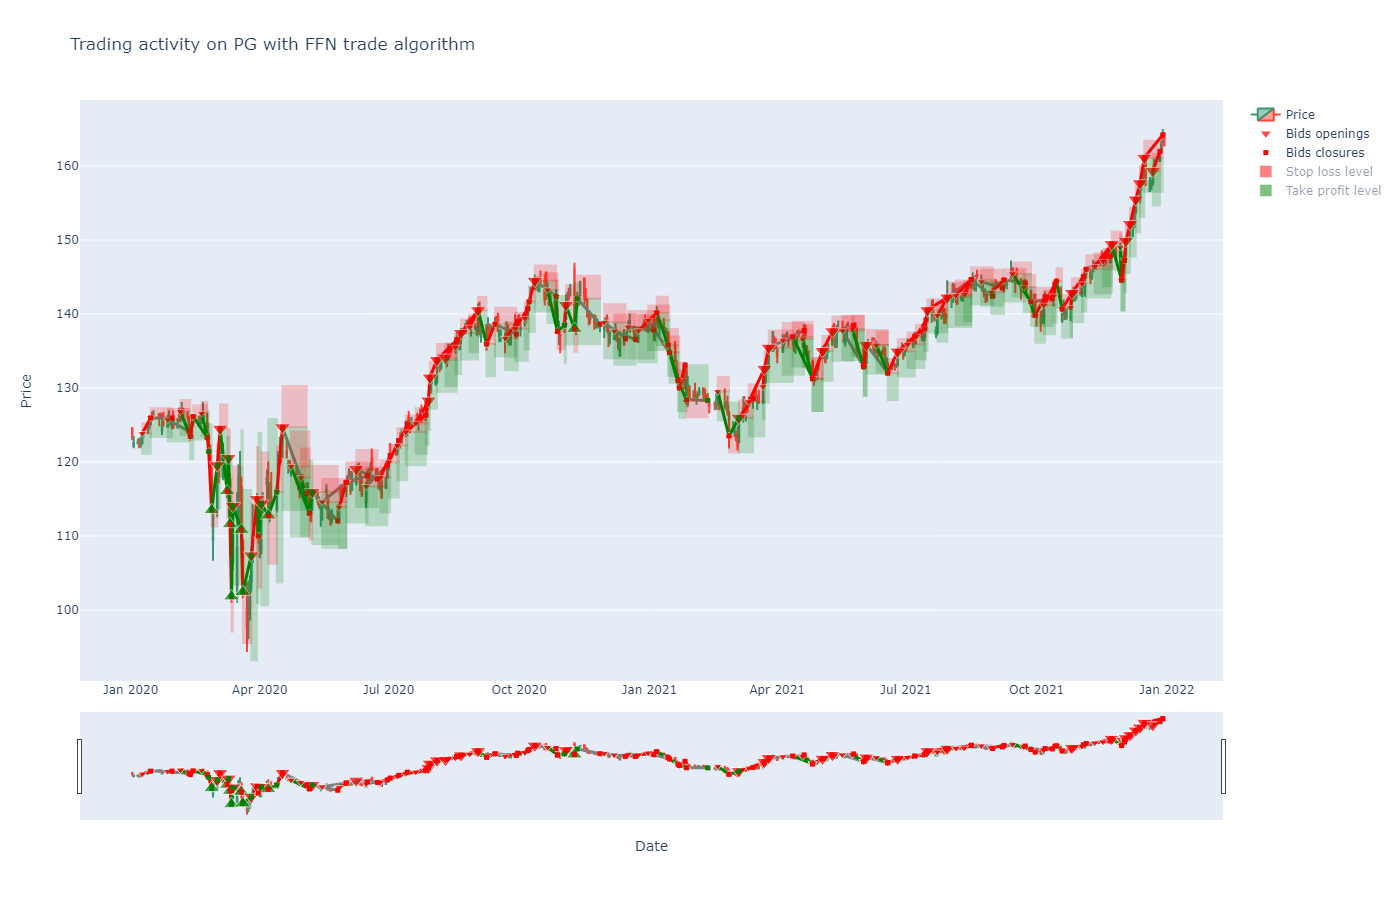 Trading activity on PG with FFN trade algorithm
Price
Bids openings
Bids closures
Stop loss level
Take profit level
160
150
140
130
120
110
100
Price
Jan 2020
Apr 2020
Jul 2020
Oct 2020
Jan 2021
Apr 2021
Jul 2021
Oct 2021
Jan 2022
Date